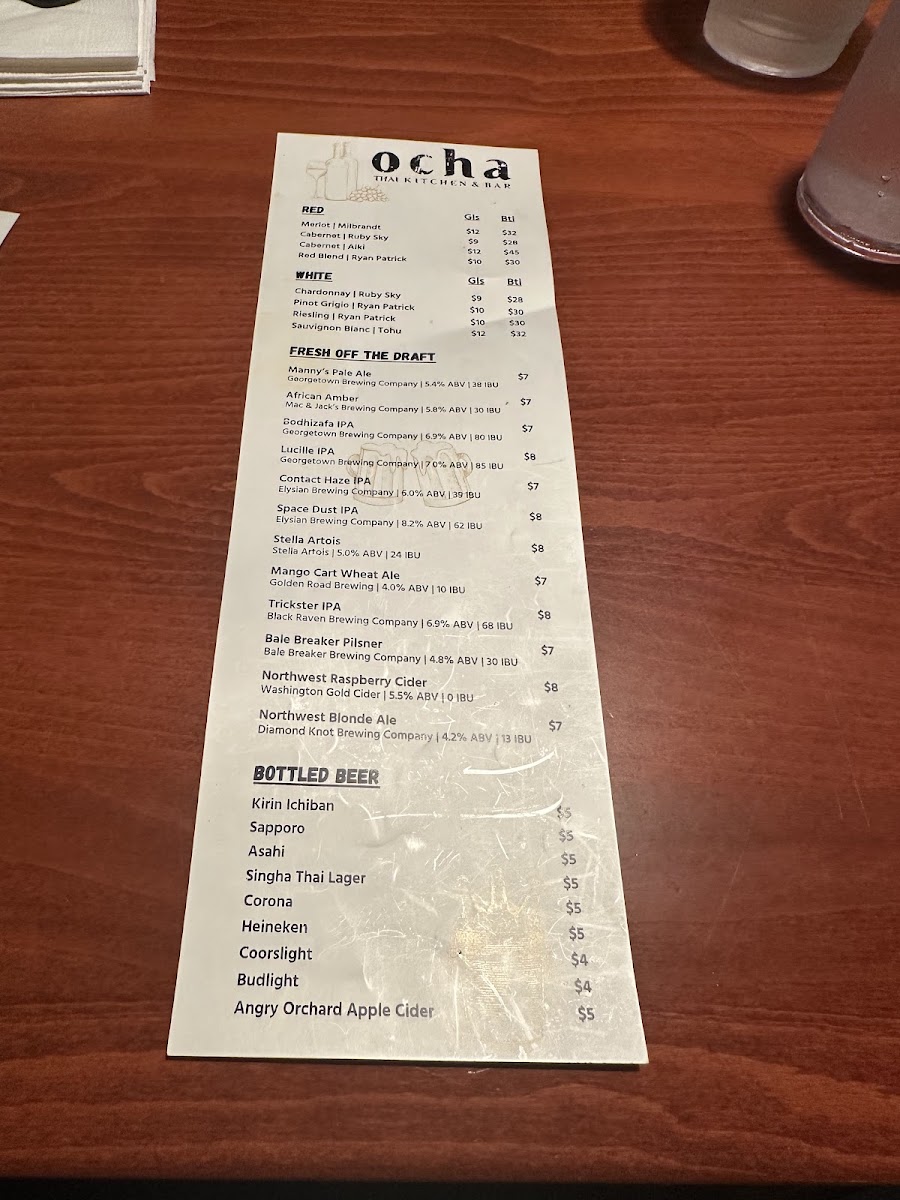 ocha
THAI KITCHEN & BAR
RED Gls Btl
Merlot | Milbrandt $12 $32
Cabernet | Ruby Sky $9 $28
Cabernet | Aiki $12 $45
Red Blend | Ryan Patrick $10 $30
WHITE Gls Btl
Chardonnay | Ruby Sky $9 $28
Pinot Grigio | Ryan Patrick $10 $30
Riesling | Ryan Patrick $10 $30
Sauvignon Blanc | Tohu $12 $32
FRESH OFF THE DRAFT
Manny's Pale Ale $7
Georgetown Brewing Company | 5.4% ABV | 38 IBU
African Amber $7
Mac & Jack's Brewing Company | 5.8% ABV | 30 IBU
Bodhizafa IPA $7
Georgetown Brewing Company | 6.9% ABV | 80 IBU
Lucille IPA $8
Georgetown Brewing Company | 7.0% ABV | 85 IBU
Contact Haze IPA $7
Elysian Brewing Company | 6.0% ABV | 39 IBU
Space Dust IPA $8
Elysian Brewing Company | 8.2% ABV | 62 IBU
Stella Artois $8
Stella Artois | 5.0% ABV | 24 IBU
Mango Cart Wheat Ale $7
Golden Road Brewing | 4.0% ABV | 10 IBU
Trickster IPA $8
Black Raven Brewing Company | 6.9% ABV | 68 IBU
Bale Breaker Pilsner $7
Bale Breaker Brewing Company | 4.8% ABV | 30 IBU
Northwest Raspberry Cider $8
Washington Gold Cider | 5.5% ABV | 0 IBU
Northwest Blonde Ale $7
Diamond Knot Brewing Company | 4.2% ABV | 13 IBU
BOTTLED BEER
Kirin Ichiban $5
Sapporo $5
Asahi $5
Singha Thai Lager $5
Corona $5
Heineken $5
Coorslight $4
Budlight $4
Angry Orchard Apple Cider $5